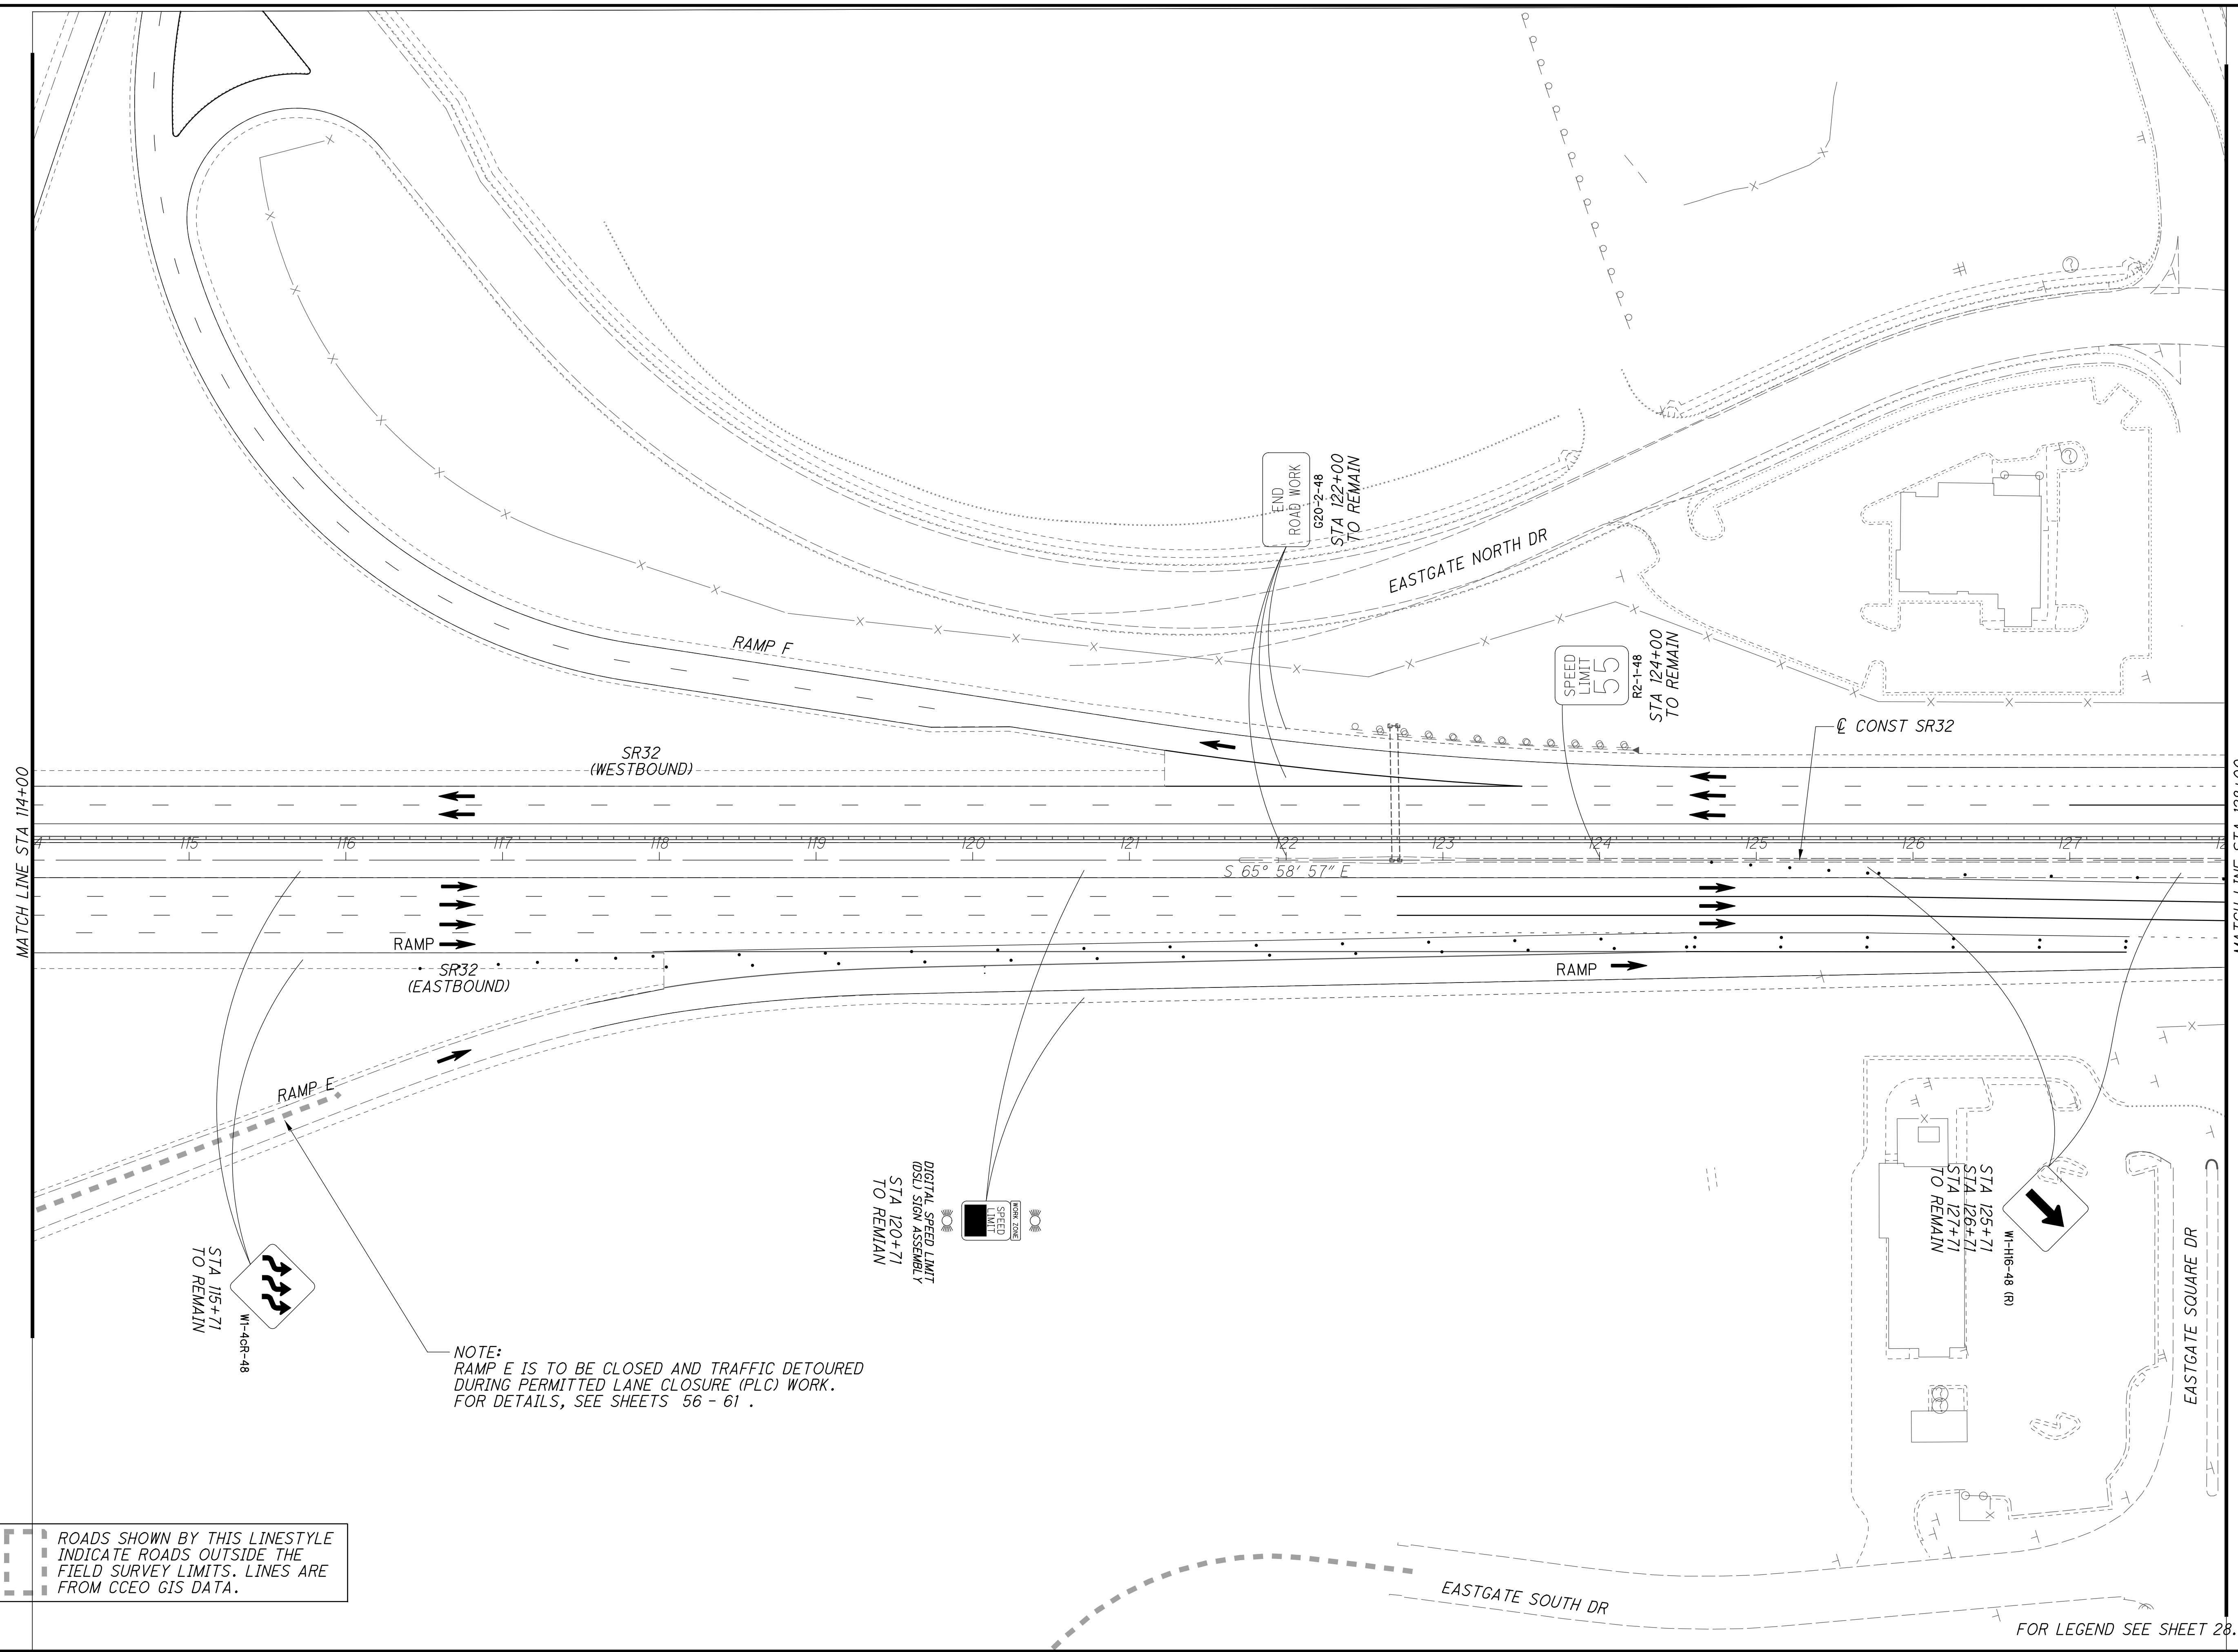 END
ROAD WORK
G20-2-48
STA 122+00
TO REMAIN
EASTGATE NORTH DR
RAMP F
SPEED
LIMIT
55
R2-1-48
STA 124+00
TO REMAIN
℄ CONST SR32
SR32
(WESTBOUND)
MATCH LINE STA 114+00
115
116
117
118
119
120
121
122
123
124
125
126
127
S 65° 58' 57" E
RAMP
SR32
(EASTBOUND)
RAMP
RAMP E
STA 115+71
TO REMAIN
W1-4cR-48
DIGITAL SPEED LIMIT
(DSL) SIGN ASSEMBLY
STA 120+71
TO REMIAN
WORK ZONE
SPEED
LIMIT
STA 125+71
STA 126+71
STA 127+71
TO REMAIN
W1-H16-48 (R)
EASTGATE SQUARE DR
NOTE:
RAMP E IS TO BE CLOSED AND TRAFFIC DETOURED
DURING PERMITTED LANE CLOSURE (PLC) WORK.
FOR DETAILS, SEE SHEETS 56 - 61 .
ROADS SHOWN BY THIS LINESTYLE
INDICATE ROADS OUTSIDE THE
FIELD SURVEY LIMITS. LINES ARE
FROM CCEO GIS DATA.
EASTGATE SOUTH DR
FOR LEGEND SEE SHEET 28.